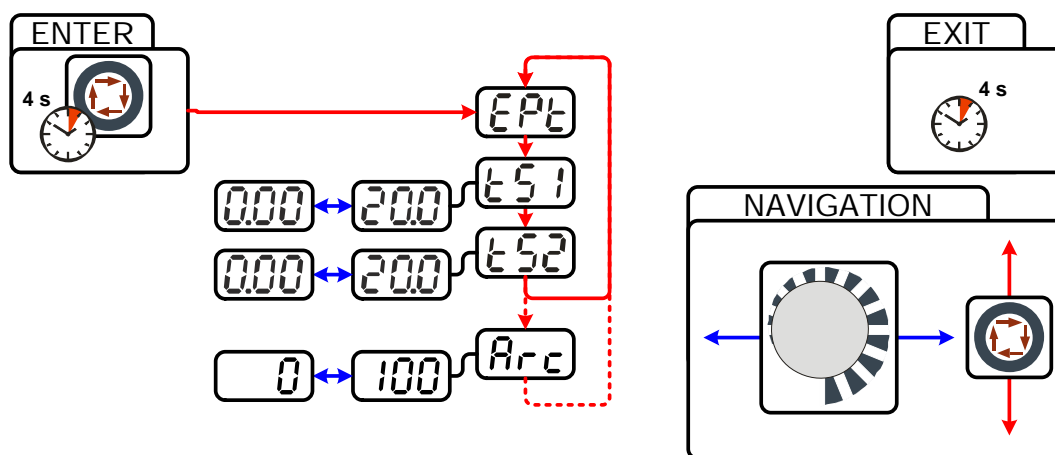 ENTER
4 s
EPt
tS1
0.00
20.0
tS2
0.00
20.0
Arc
0
100
EXIT
4 s
NAVIGATION